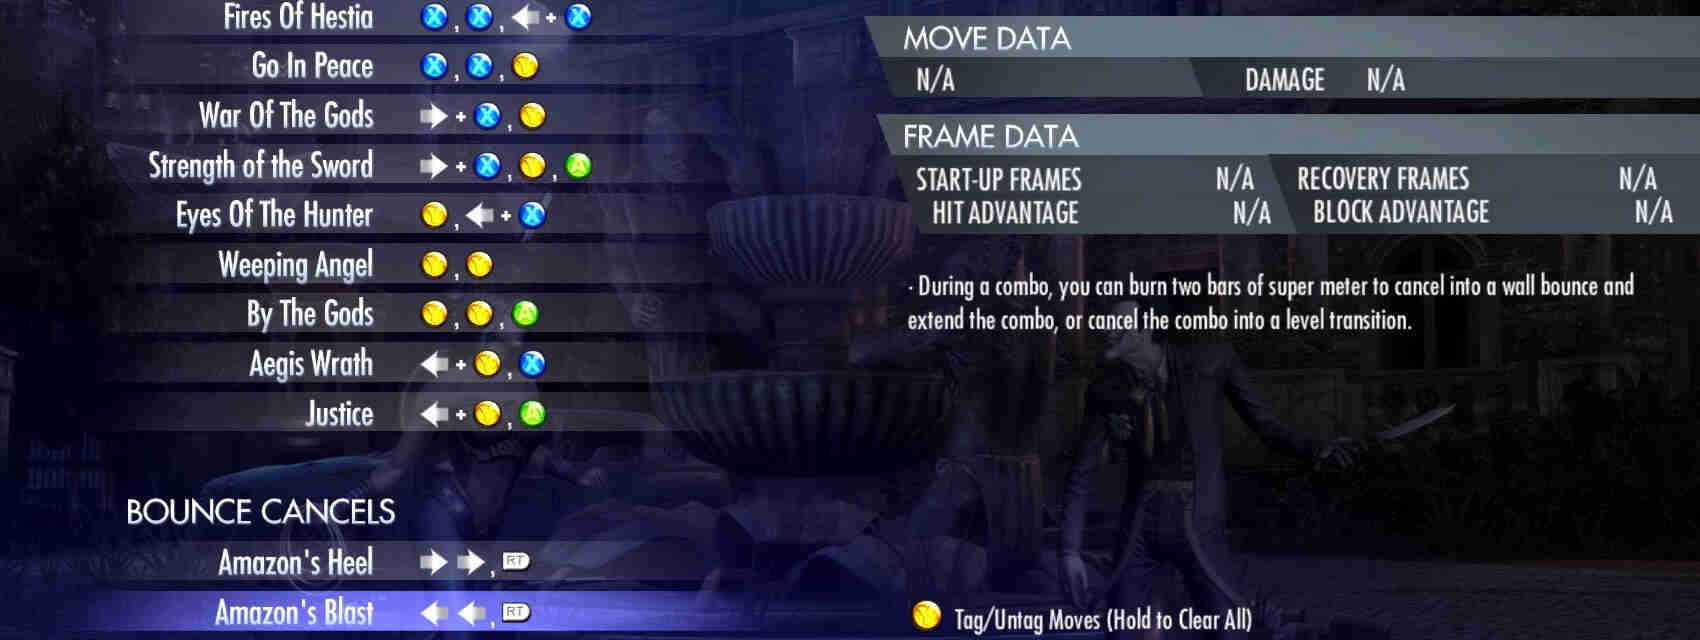 Fires Of Hestia X , X , + X
Go In Peace X , X , Y
War Of The Gods + X , Y
Strength of the Sword + X , Y , A
Eyes Of The Hunter Y , + X
Weeping Angel Y , Y
By The Gods Y , Y , A
Aegis Wrath + Y , X
Justice + Y , A
BOUNCE CANCELS
Amazon's Heel , RT
Amazon's Blast , RT
MOVE DATA
N/A DAMAGE N/A
FRAME DATA
START-UP FRAMES N/A RECOVERY FRAMES N/A
HIT ADVANTAGE N/A BLOCK ADVANTAGE N/A
· During a combo, you can burn two bars of super meter to cancel into a wall bounce and
extend the combo, or cancel the combo into a level transition.
Y Tag/Untag Moves (Hold to Clear All)